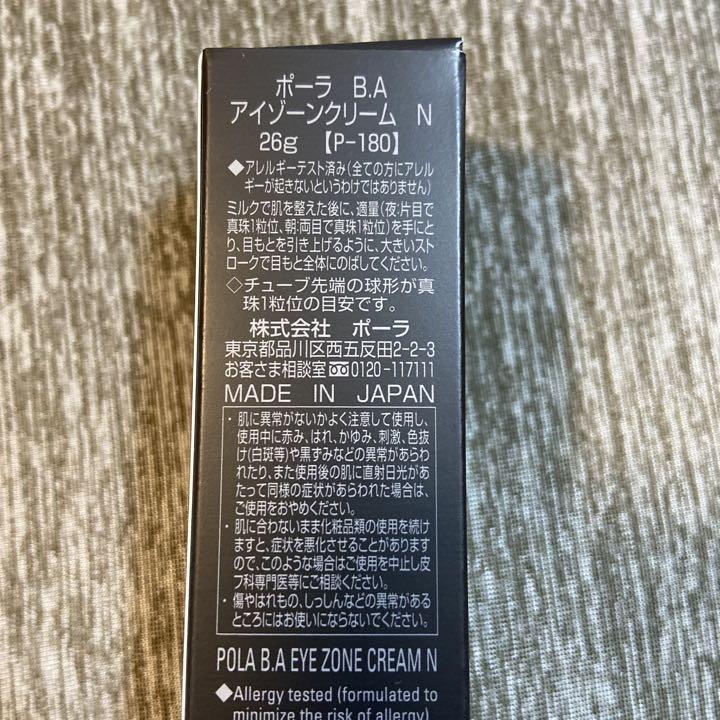 ポーラ B.A
アイゾーンクリーム N
26g 【P-180】
◆アレルギーテスト済み(全ての方にアレル
ギーが起きないというわけではありません)
ミルクで肌を整えた後に、適量(夜:片目で
真珠1粒位、朝:両目で真珠1粒位)を手にと
り、目もとを引き上げるように、大きいスト
ロークで目もと全体にのばしてください。
◇チューブ先端の球形が真
珠1粒位の目安です。
株式会社 ポーラ
東京都品川区西五反田2-2-3
お客さま相談室 0120-117111
MADE IN JAPAN
・肌に異常がないかよく注意して使用し、
使用中に赤み、はれ、かゆみ、刺激、色抜
け(白斑等)や黒ずみなどの異常があらわ
れたり、また使用後の肌に直射日光があ
たって同様の症状があらわれた場合は、
ご使用をおやめください。
・肌に合わないまま化粧品類の使用を続け
ますと、症状を悪化させることがあります
ので、このような場合はご使用を中止し皮
フ科専門医等にご相談ください。
・傷やはれもの、しっしんなどの異常がある
ところにはお使いにならないでください。
POLA B.A EYE ZONE CREAM N
◆Allergy tested (formulated to
minimize the risk of allergy)